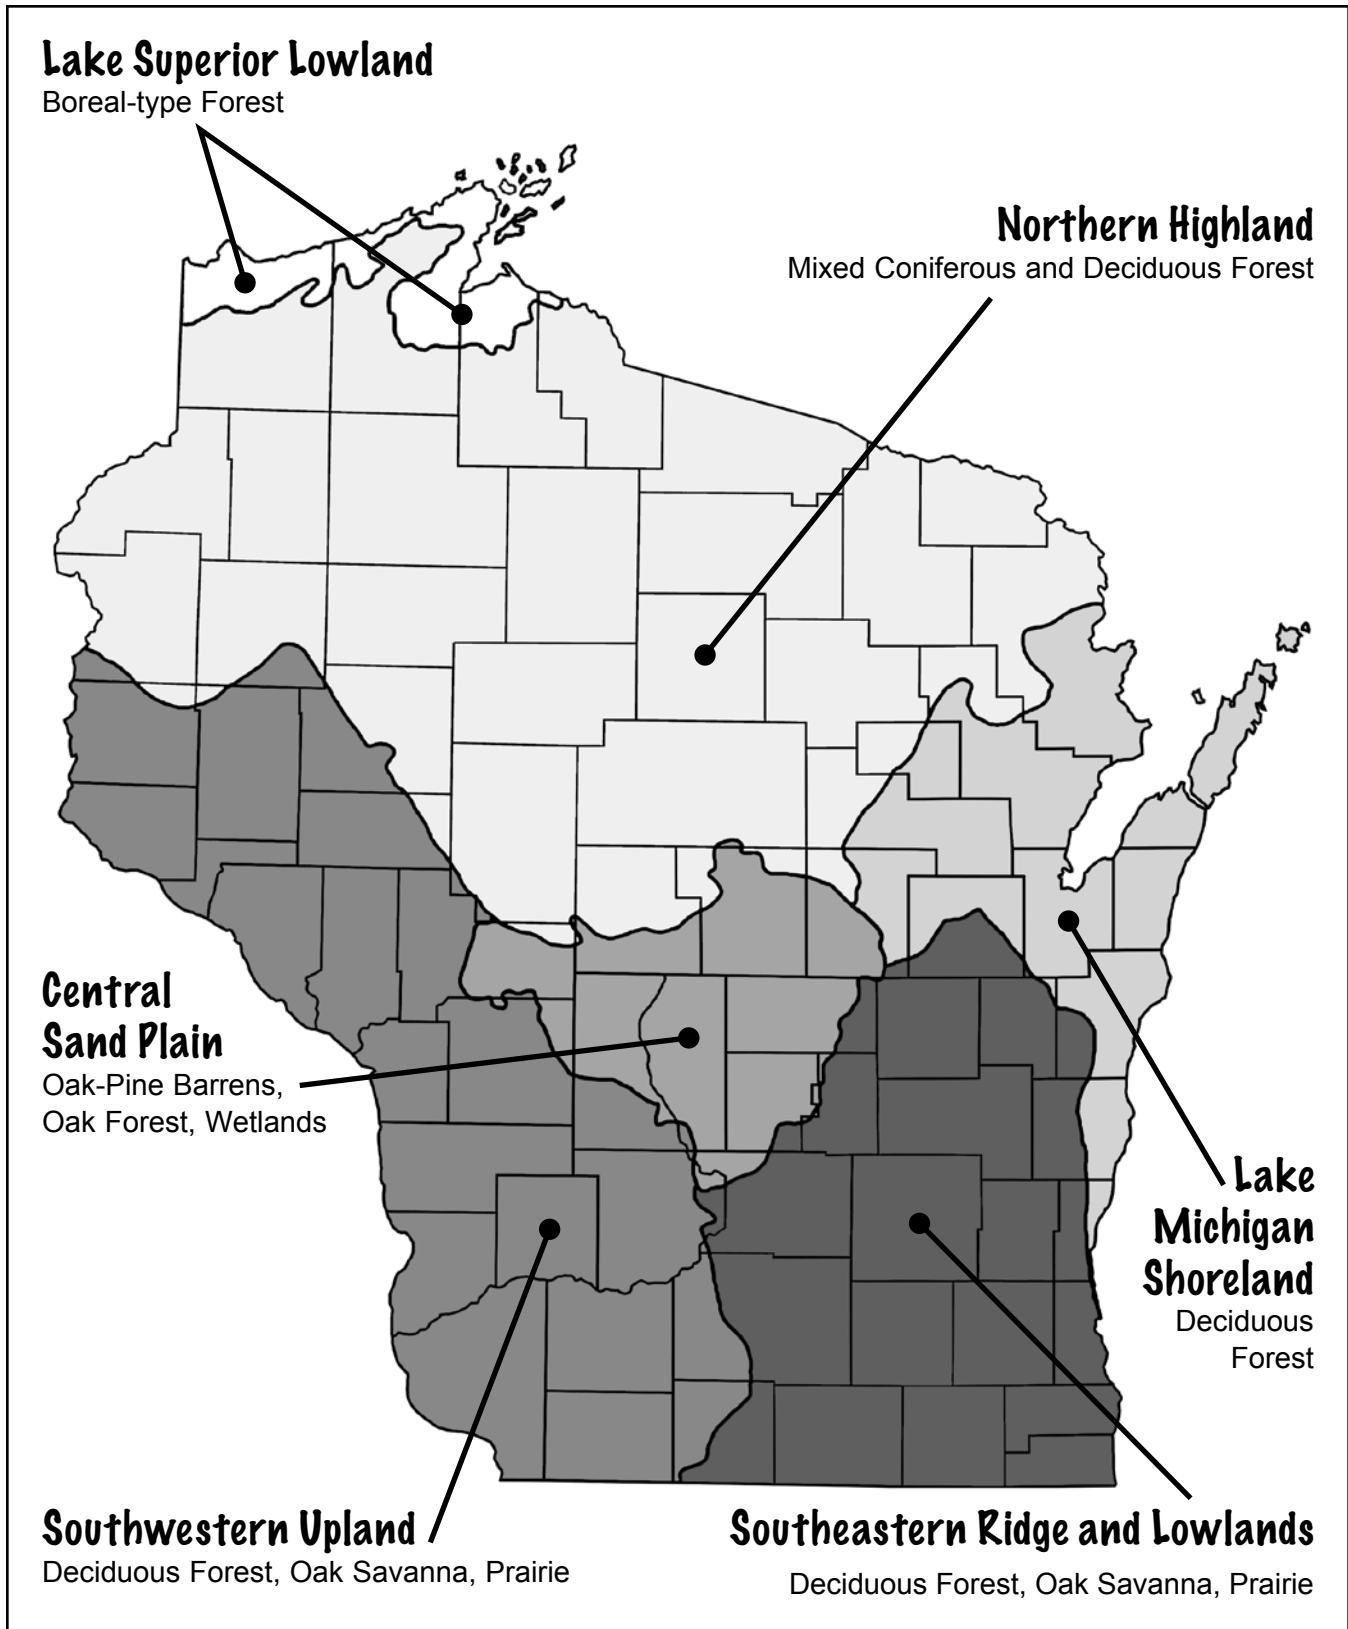 Lake Superior Lowland
Boreal-type Forest
Northern Highland
Mixed Coniferous and Deciduous Forest
Central
Sand Plain
Oak-Pine Barrens,
Oak Forest, Wetlands
Lake
Michigan
Shoreland
Deciduous
Forest
Southwestern Upland
Deciduous Forest, Oak Savanna, Prairie
Southeastern Ridge and Lowlands
Deciduous Forest, Oak Savanna, Prairie